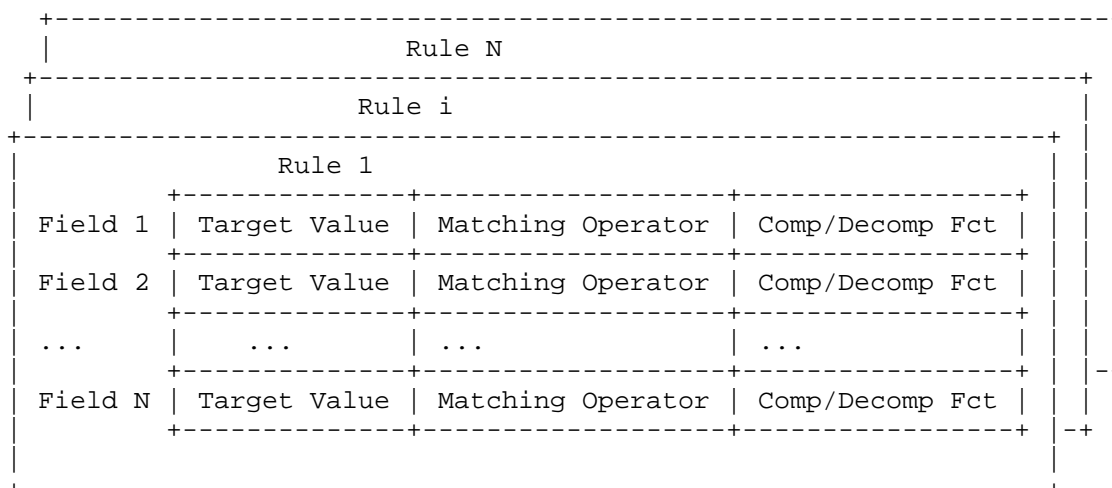 Rule N
Rule i
Rule 1
Field 1 | Target Value | Matching Operator | Comp/Decomp Fct
Field 2 | Target Value | Matching Operator | Comp/Decomp Fct
... | ... | ... | ...
Field N | Target Value | Matching Operator | Comp/Decomp Fct